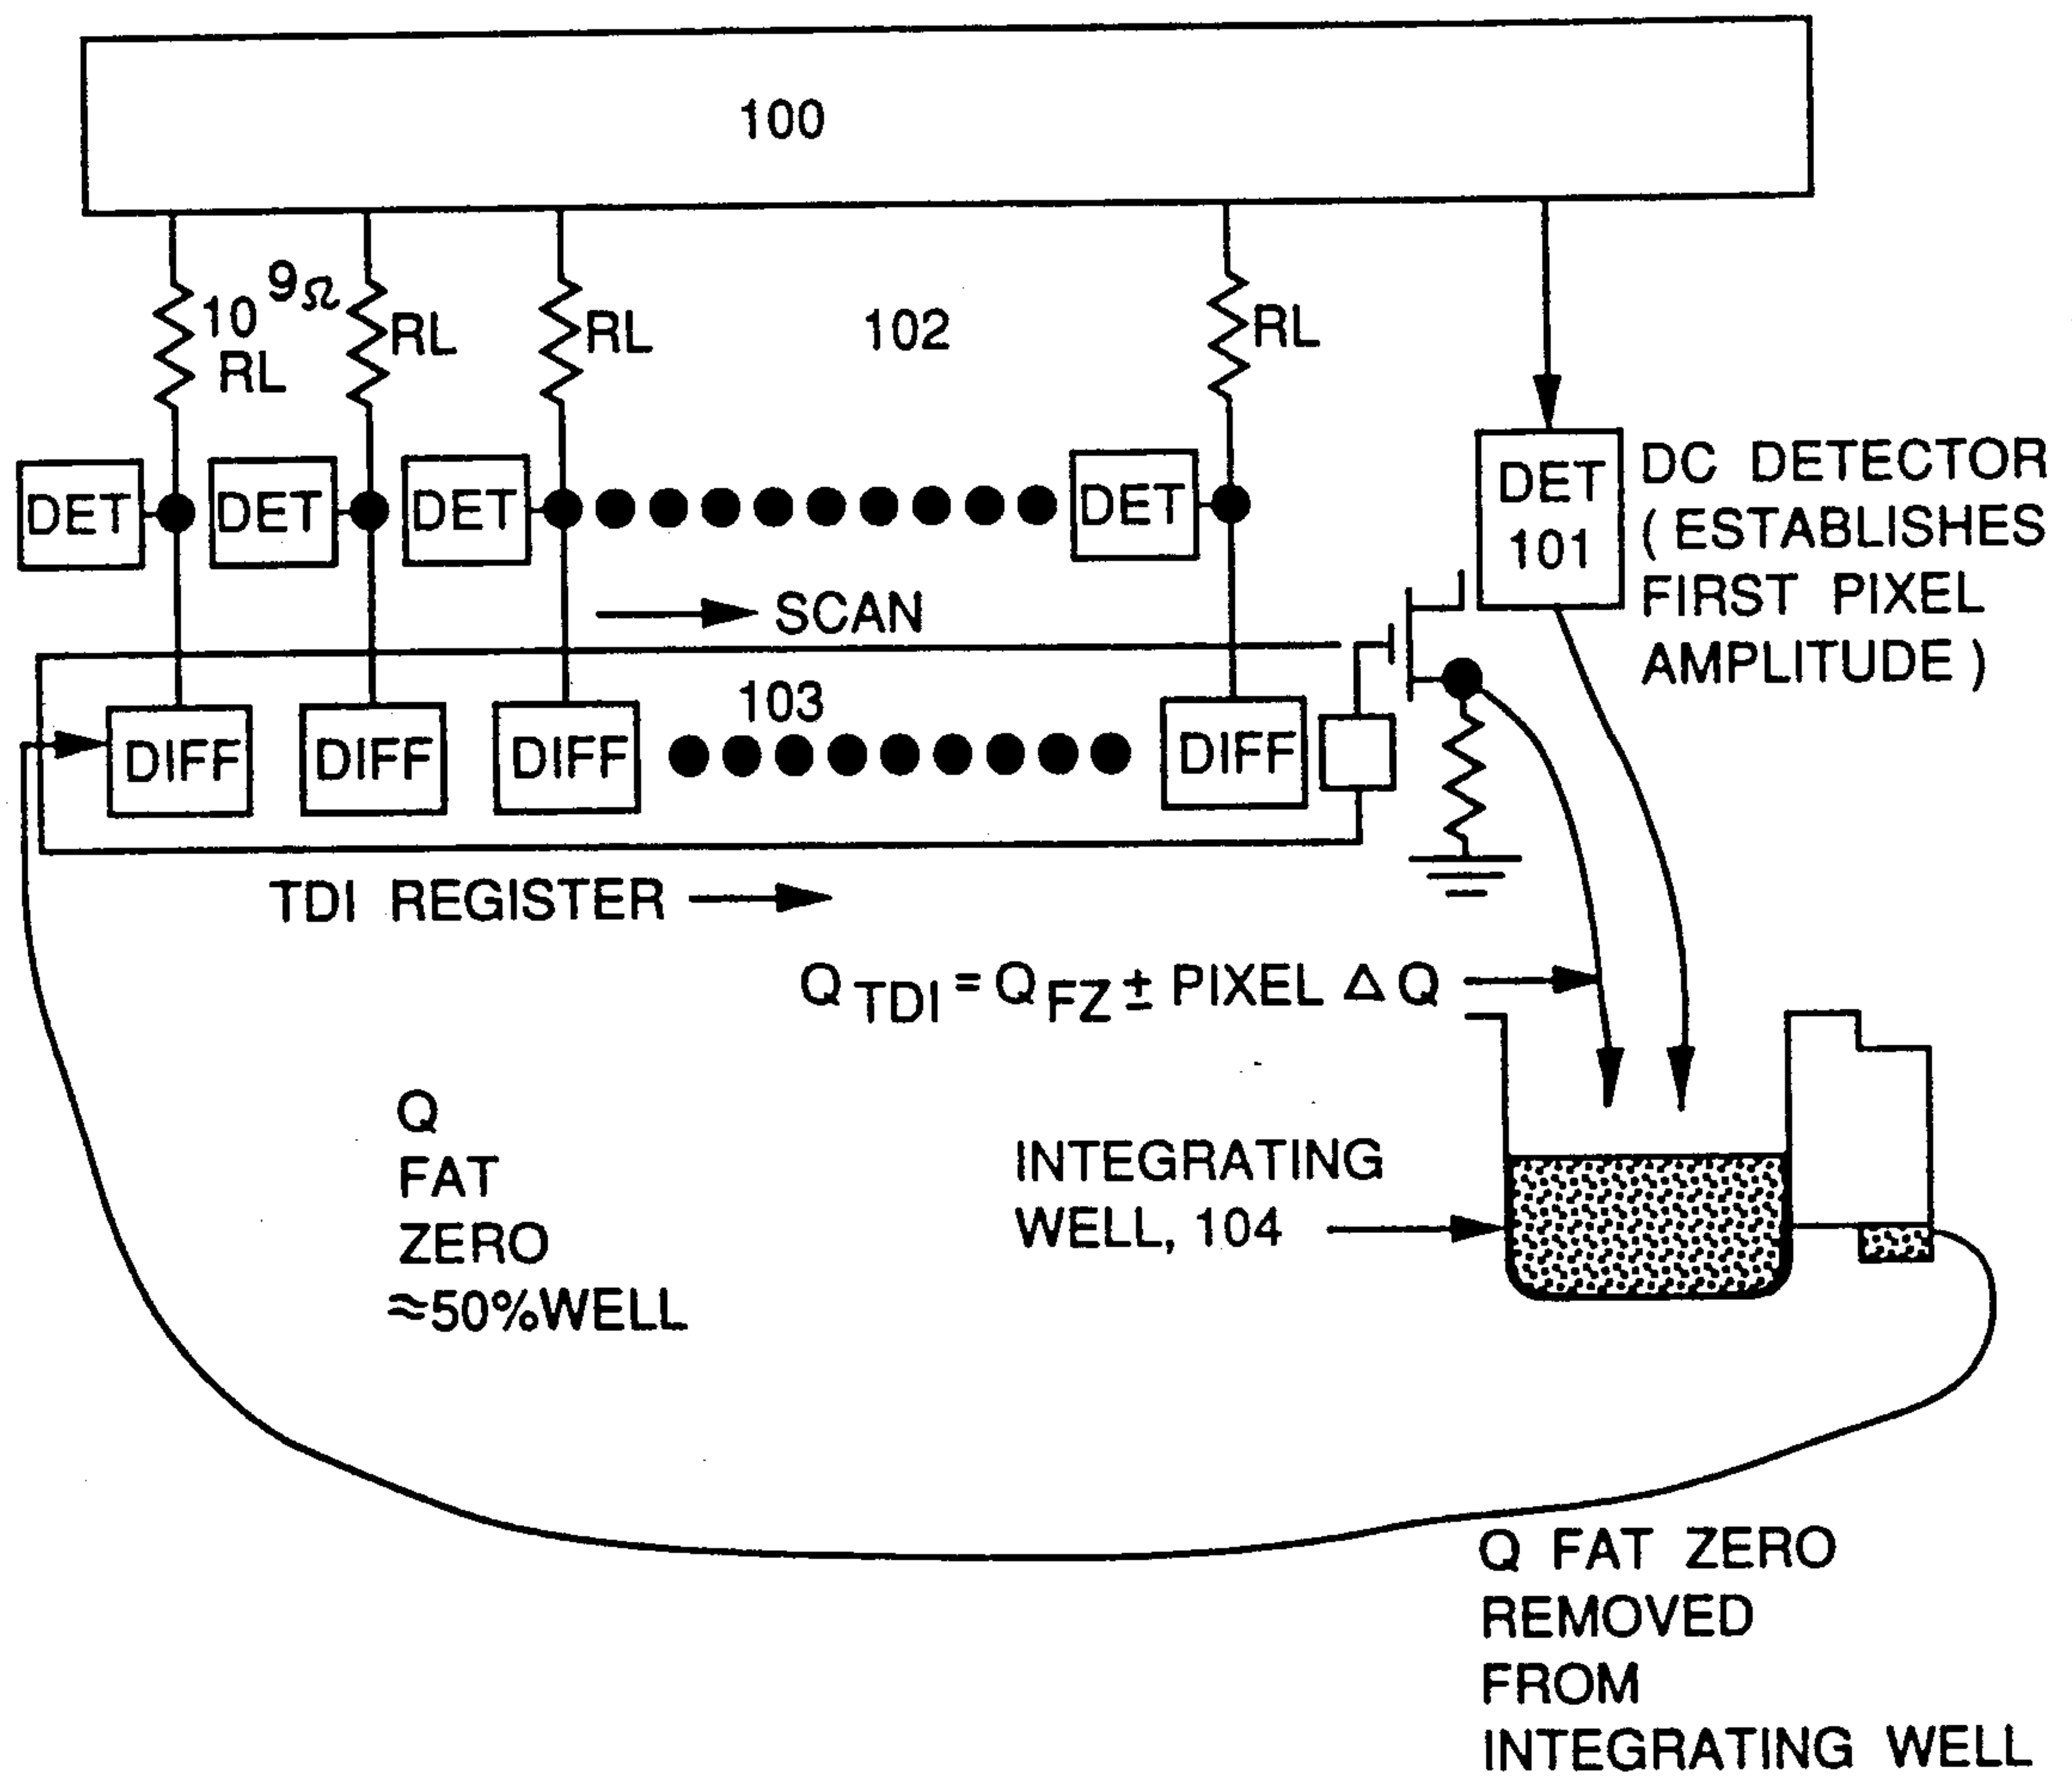 100
10 9Ω
RL
RL
RL
102
RL
DET
DET
DET
DET
DET
101
DC DETECTOR
( ESTABLISHES
FIRST PIXEL
AMPLITUDE )
SCAN
103
DIFF
DIFF
DIFF
DIFF
TDI REGISTER
Q TDI = Q FZ ± PIXEL Δ Q
Q
FAT
ZERO
≈50%WELL
INTEGRATING
WELL, 104
Q FAT ZERO
REMOVED
FROM
INTEGRATING WELL